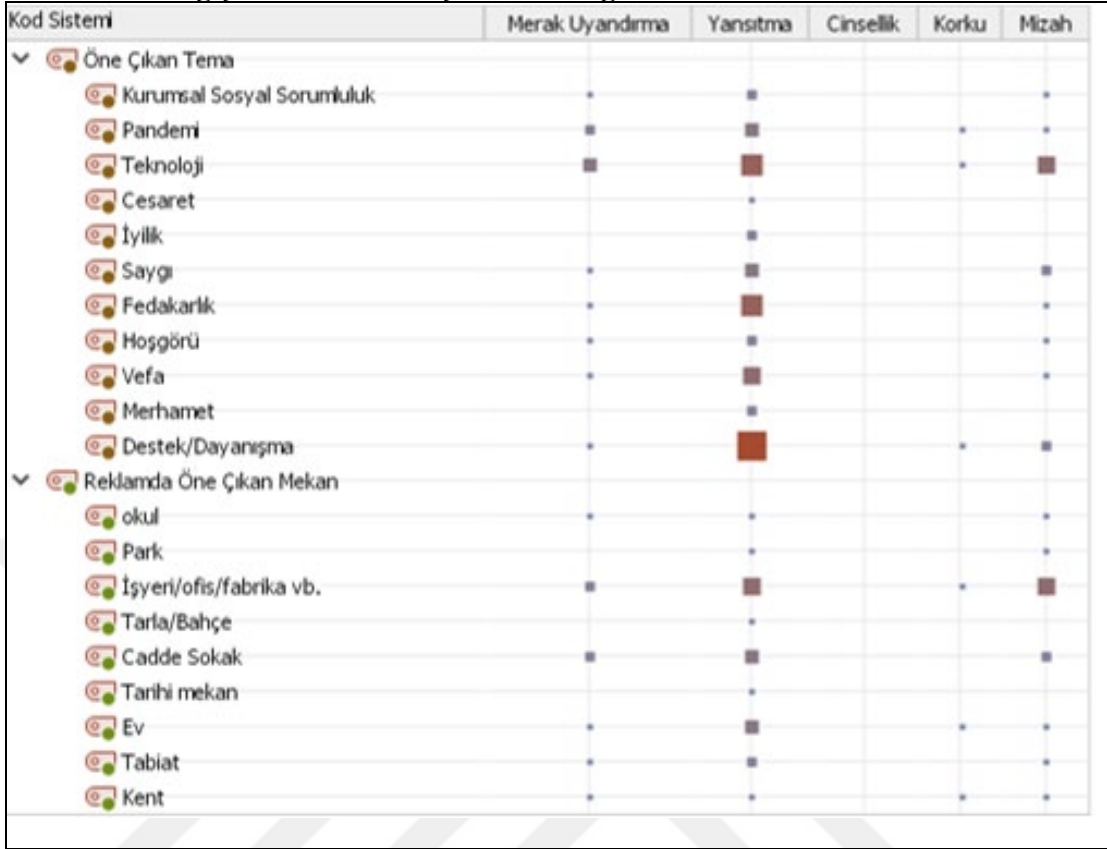 Kod Sistemi Merak Uyandırma Yansıtma Cinsellik Korku Mizah
Öne Çıkan Tema
Kurumsal Sosyal Sorumluluk
Pandemi
Teknoloji
Cesaret
İyilik
Saygı
Fedakarlık
Hoşgörü
Vefa
Merhamet
Destek/Dayanışma
Reklamda Öne Çıkan Mekan
okul
Park
İşyeri/ofis/fabrika vb.
Tarla/Bahçe
Cadde Sokak
Tarihi mekan
Ev
Tabiat
Kent